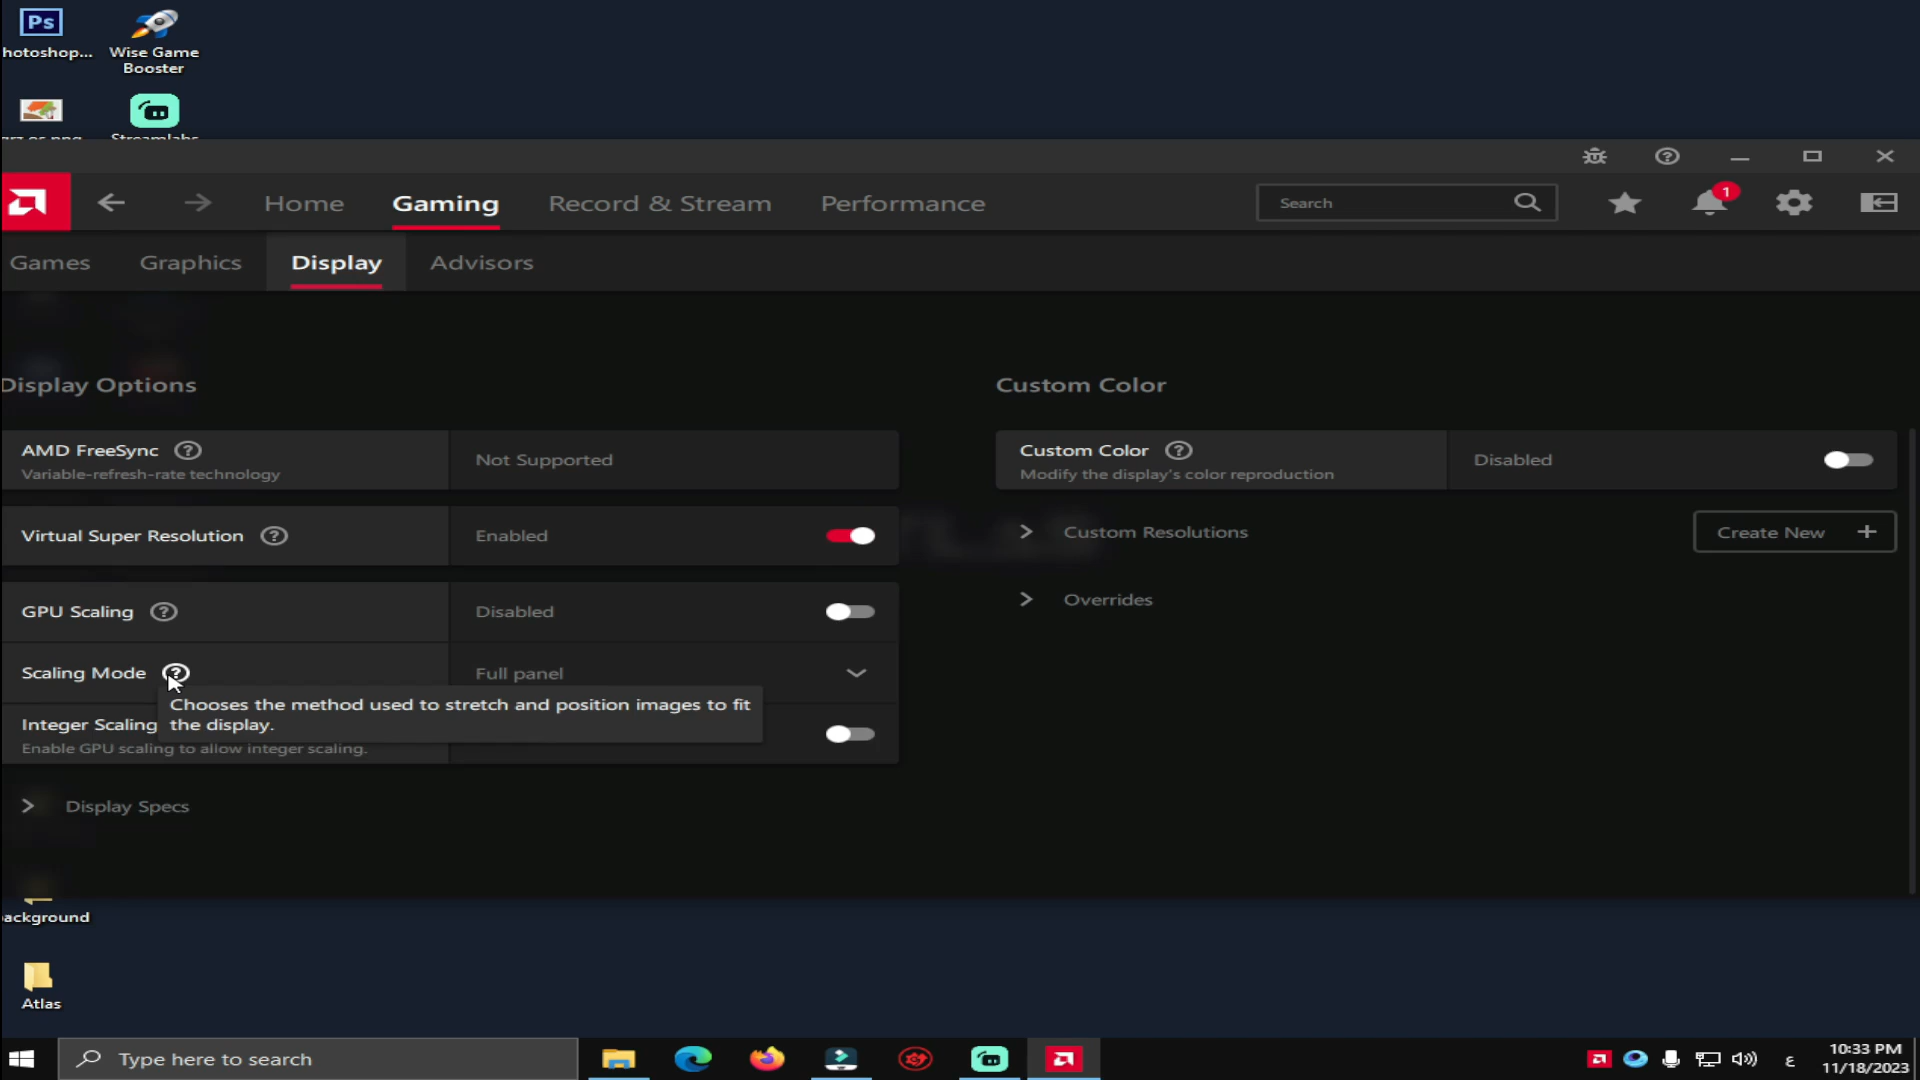 Ps
hotoshop...
Wise Game
Booster
Streamlabs
1
Home
Gaming
Record & Stream
Performance
Search
Games
Graphics
Display
Advisors
Display Options
Custom Color
AMD FreeSync
Variable-refresh-rate technology
Not Supported
Custom Color
Modify the display's color reproduction
Disabled
Virtual Super Resolution
Enabled
Custom Resolutions
Create New
GPU Scaling
Disabled
Overrides
Scaling Mode
Full panel
Chooses the method used to stretch and position images to fit
the display.
Integer Scaling
Enable GPU scaling to allow integer scaling.
Display Specs
ackground
Atlas
Type here to search
ع
10:33 PM
11/18/2023